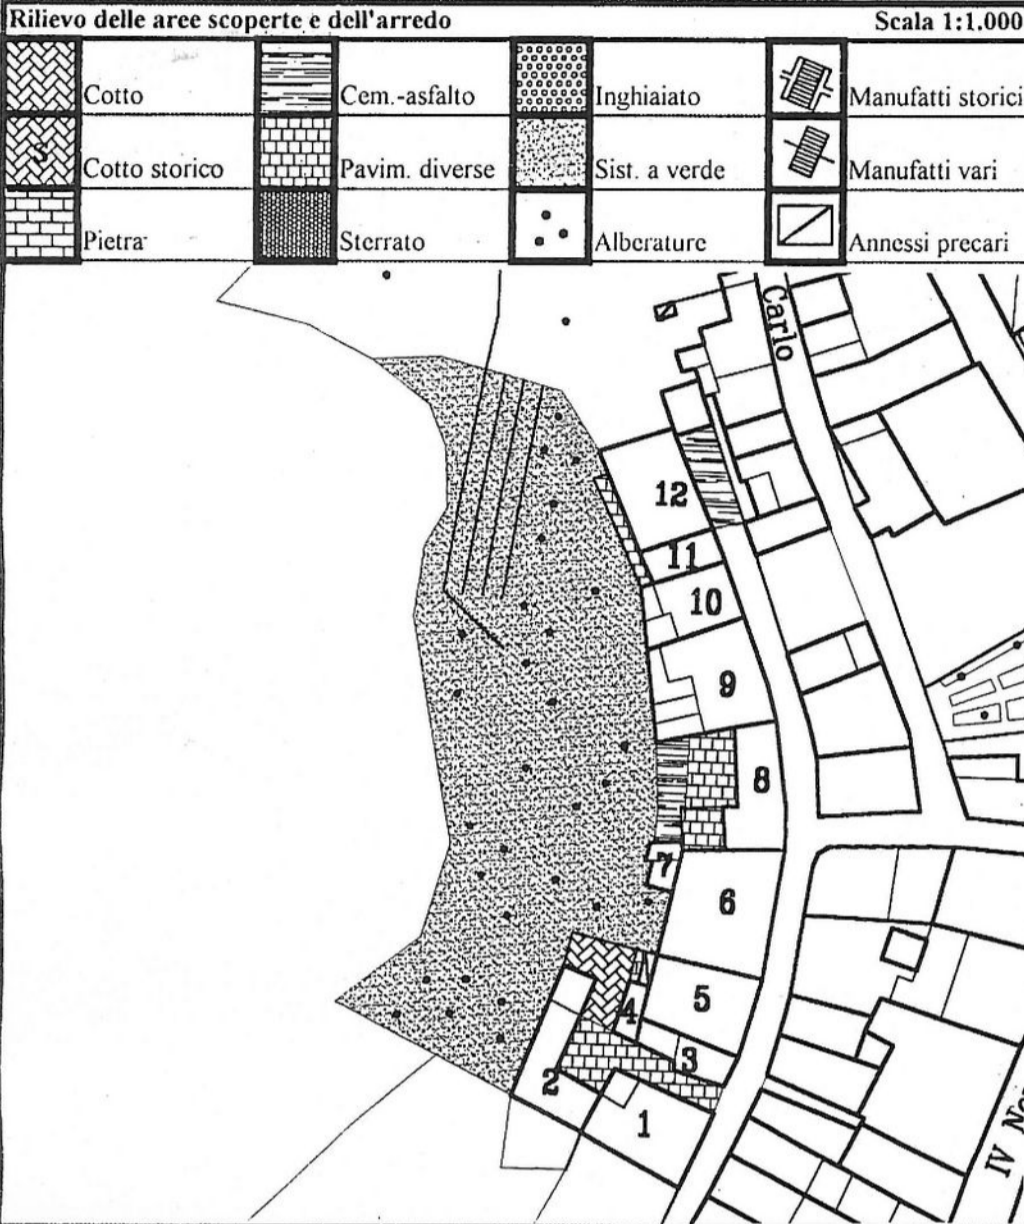 Rilievo delle aree scoperte e dell'arredo Scala 1:1.000
Cotto Cem.-asfalto Inghiaiato Manufatti storici
S
Cotto storico Pavim. diverse Sist. a verde Manufatti vari
Pietra Sterrato Alberature Annessi precari
Carlo
12
11
10
9
8
7
6
5
4
3
2
1
IV